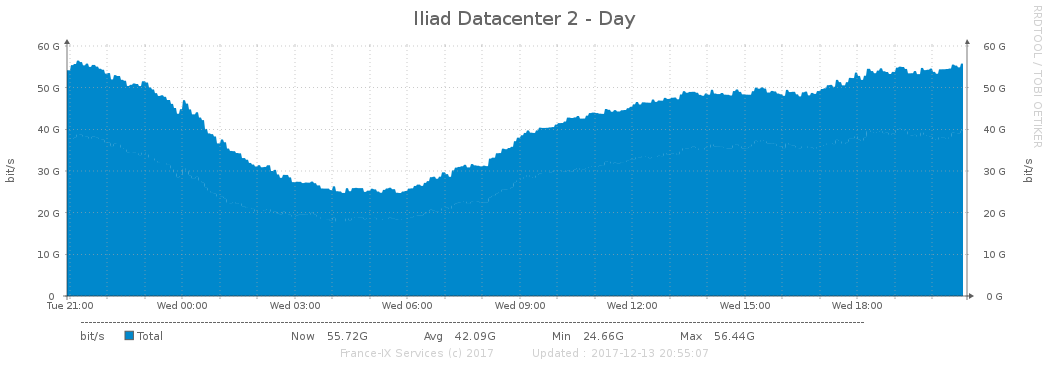 Iliad Datacenter 2 - Day
RRDTOOL / TOBI OETIKER
bit/s
60 G
50 G
40 G
30 G
20 G
10 G
0
60 G
50 G
40 G
30 G
20 G
10 G
0 G
bit/s
Tue 21:00 Wed 00:00 Wed 03:00 Wed 06:00 Wed 09:00 Wed 12:00 Wed 15:00 Wed 18:00
bit/s Total Now 55.72G Avg 42.09G Min 24.66G Max 56.44G
France-IX Services (c) 2017 Updated : 2017-12-13 20:55:07